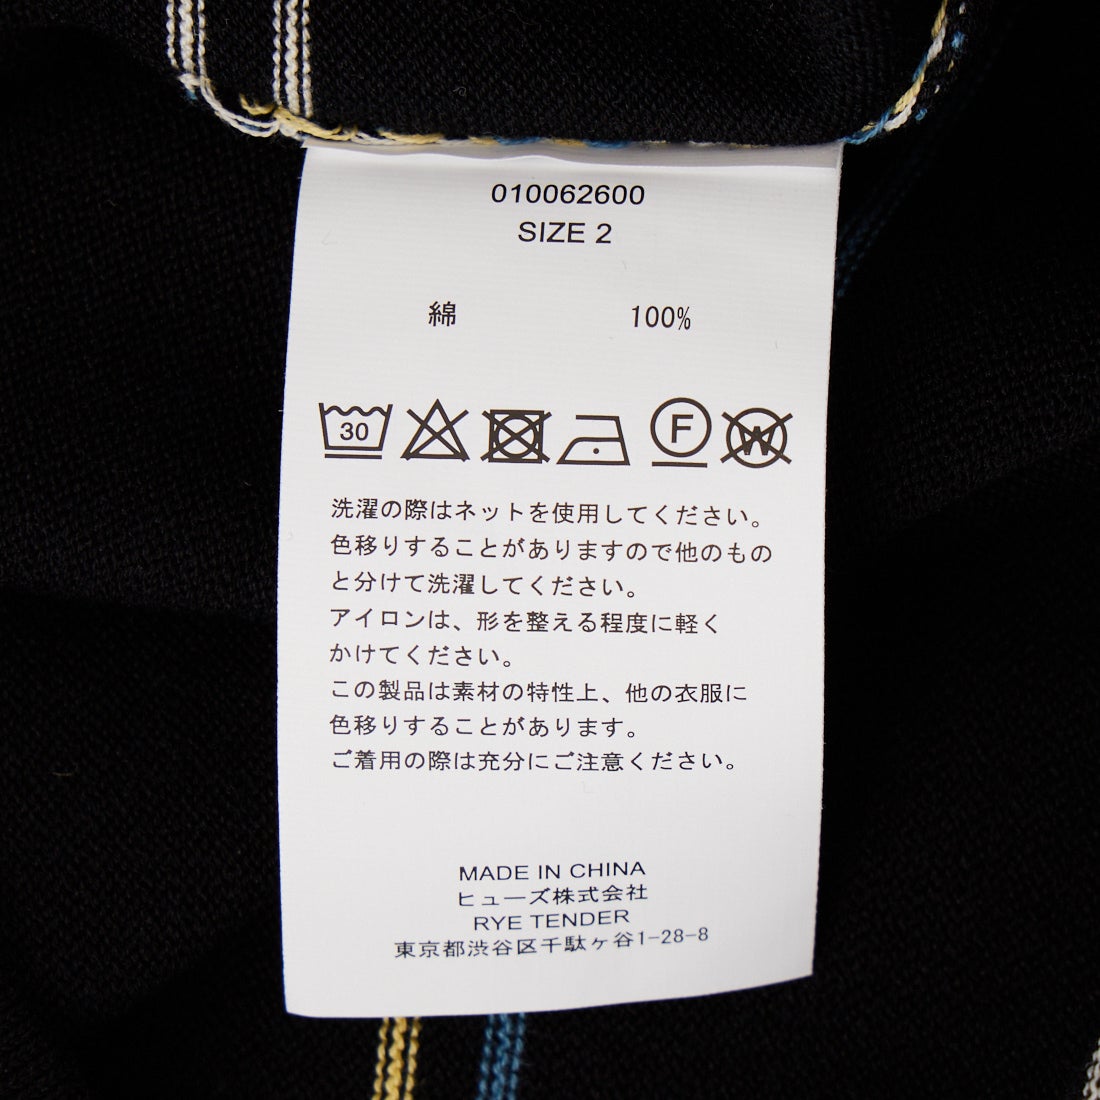 010062600
SIZE 2
綿 100%
30 F W
洗濯の際はネットを使用してください。
色移りすることがありますので他のもの
と分けて洗濯してください。
アイロンは、形を整える程度に軽く
かけてください。
この製品は素材の特性上、他の衣服に
色移りすることがあります。
ご着用の際は充分にご注意ください。
MADE IN CHINA
ヒューズ株式会社
RYE TENDER
東京都渋谷区千駄ヶ谷1-28-8